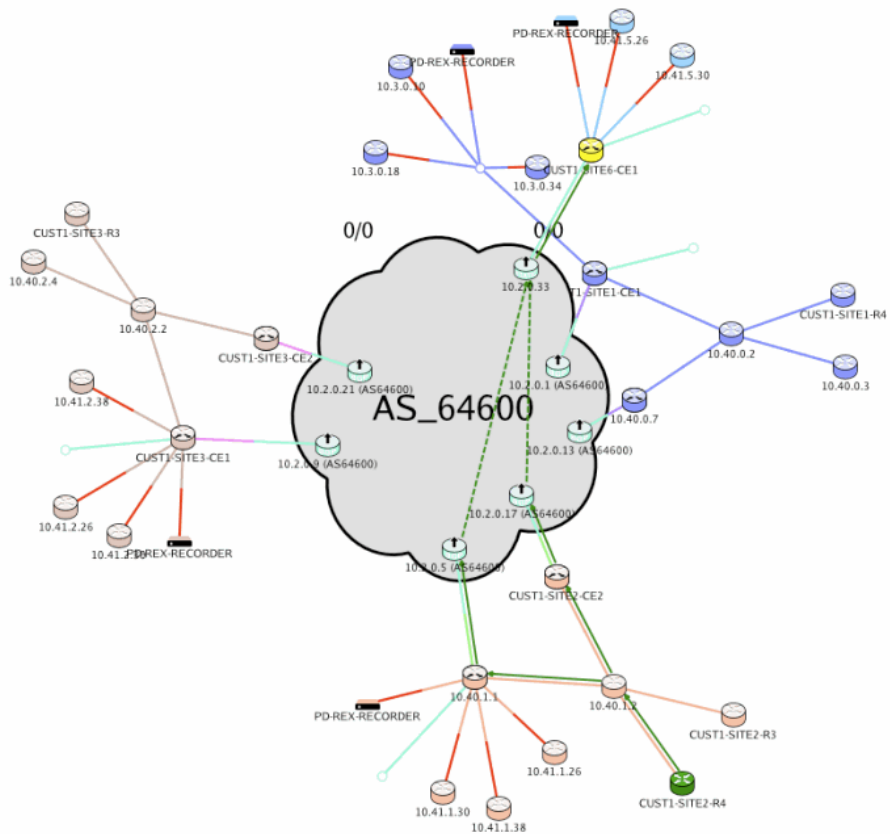 PD-REX-RECORDER
10.41.5.26
PD-REX-RECORDER
10.41.5.30
10.3.0.10
10.3.0.18
10.3.0.34
CUST1-SITE6-CE1
CUST1-SITE3-R3
0/0
0/0
10.40.2.4
10.2.0.33
T1-SITE1-CE1
CUST1-SITE1-R4
10.40.2.2
10.40.0.2
CUST1-SITE3-CE2
10.2.0.21 (AS64600)
10.2.0.1 (AS64600
10.40.0.3
10.41.2.38
AS_64600
10.40.0.7
10.2.0.13 (AS64600)
CUST1-SITE3-CE1
10.2.0.9 (AS64600)
10.2.0.17 (AS64600)
10.41.2.26
PD-REX-RECORDER
10.2.0.5 (AS64600)
CUST1-SITE2-CE2
10.40.1.1
10.40.1.2
PD-REX-RECORDER
CUST1-SITE2-R3
10.41.1.26
CUST1-SITE2-R4
10.41.1.30
10.41.1.38